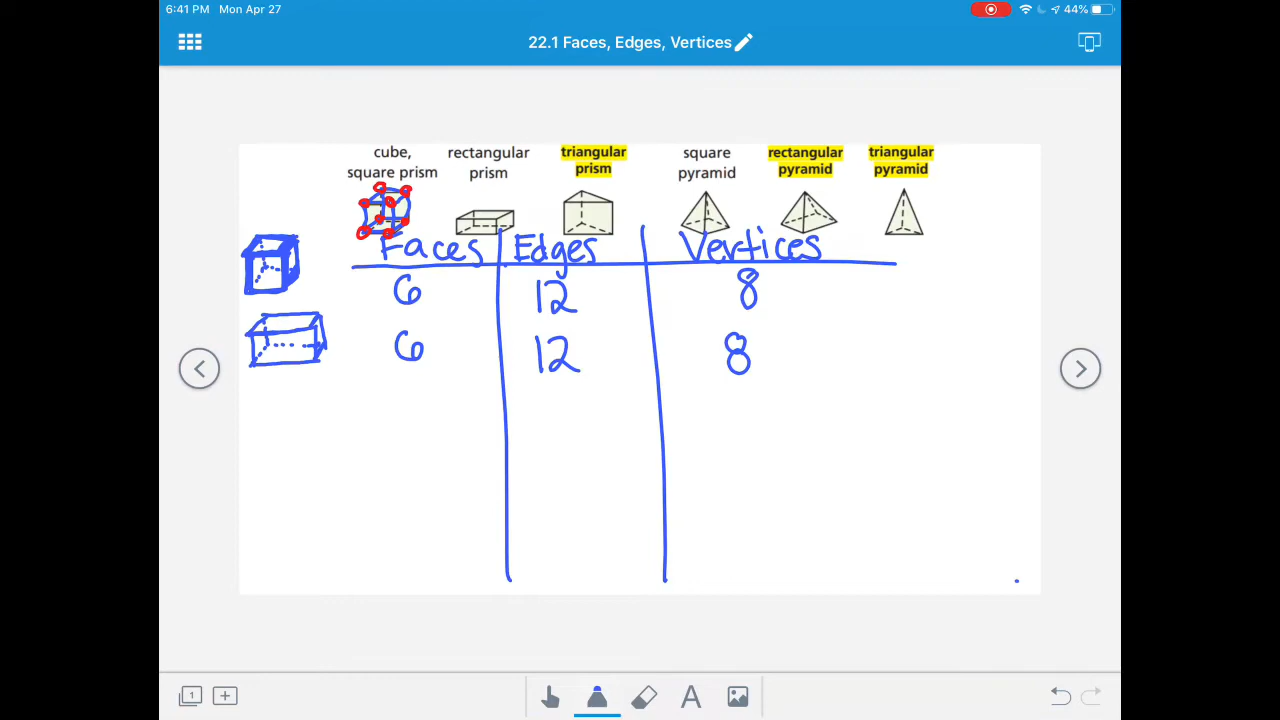 6:41 PM Mon Apr 27
44%
22.1 Faces, Edges, Vertices
cube, square prism
rectangular prism
triangular prism
square pyramid
rectangular pyramid
triangular pyramid
Faces Edges Vertices
6 12 8
6 12 8
1
A